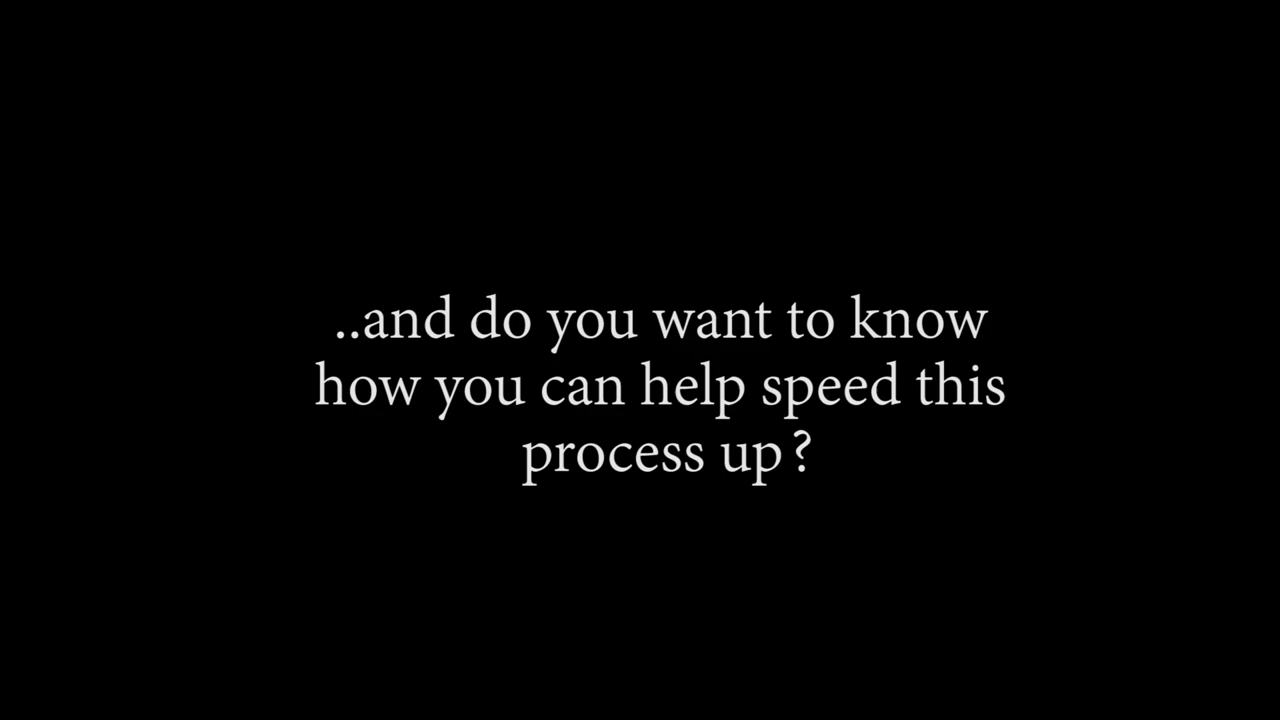 ..and do you want to know
how you can help speed this
process up?